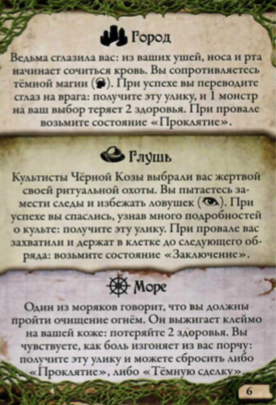 Город
Ведьма сглазила вас: из ваших ушей, носа и рта
начинает сочиться кровь. Вы сопротивляетесь
тёмной магии ( ). При успехе вы переводите
сглаз на врага: получите эту улику, и 1 монстр
на ваш выбор теряет 2 здоровья. При провале
возьмите состояние «Проклятие».
Глушь
Культисты Чёрной Козы выбрали вас жертвой
своей ритуальной охоты. Вы пытаетесь за-
мести следы и избежать ловушек ( ). При
успехе вы спаслись, узнав много подробностей
о культе: получите эту улику. При провале вас
захватили и держат в клетке до следующего об-
ряда: возьмите состояние «Заключение».
Море
Один из моряков говорит, что вы должны
пройти очищение огнём. Он выжигает клеймо
на вашей коже: потеряйте 2 здоровья. Вы
чувствуете, как боль изгоняет из вас порчу:
получите эту улику и можете сбросить либо
«Проклятие», либо «Тёмную сделку».
6